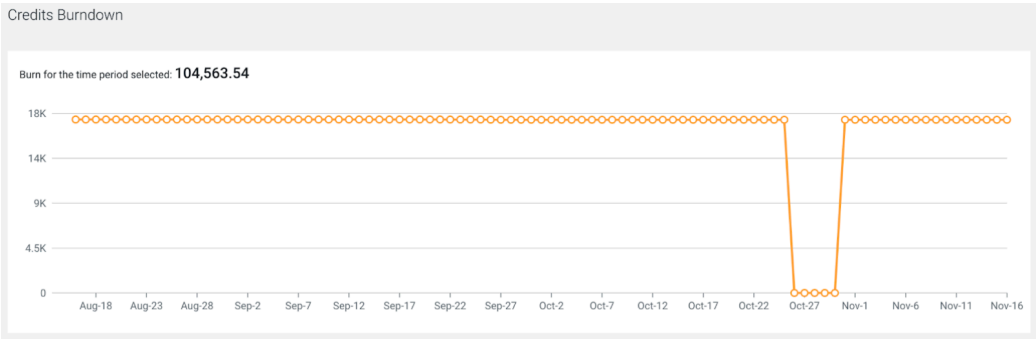 Credits Burndown
Burn for the time period selected: 104,563.54
18K
14K
9K
4.5K
0
Aug-18 Aug-23 Aug-28 Sep-2 Sep-7 Sep-12 Sep-17 Sep-22 Sep-27 Oct-2 Oct-7 Oct-12 Oct-17 Oct-22 Oct-27 Nov-1 Nov-6 Nov-11 Nov-16